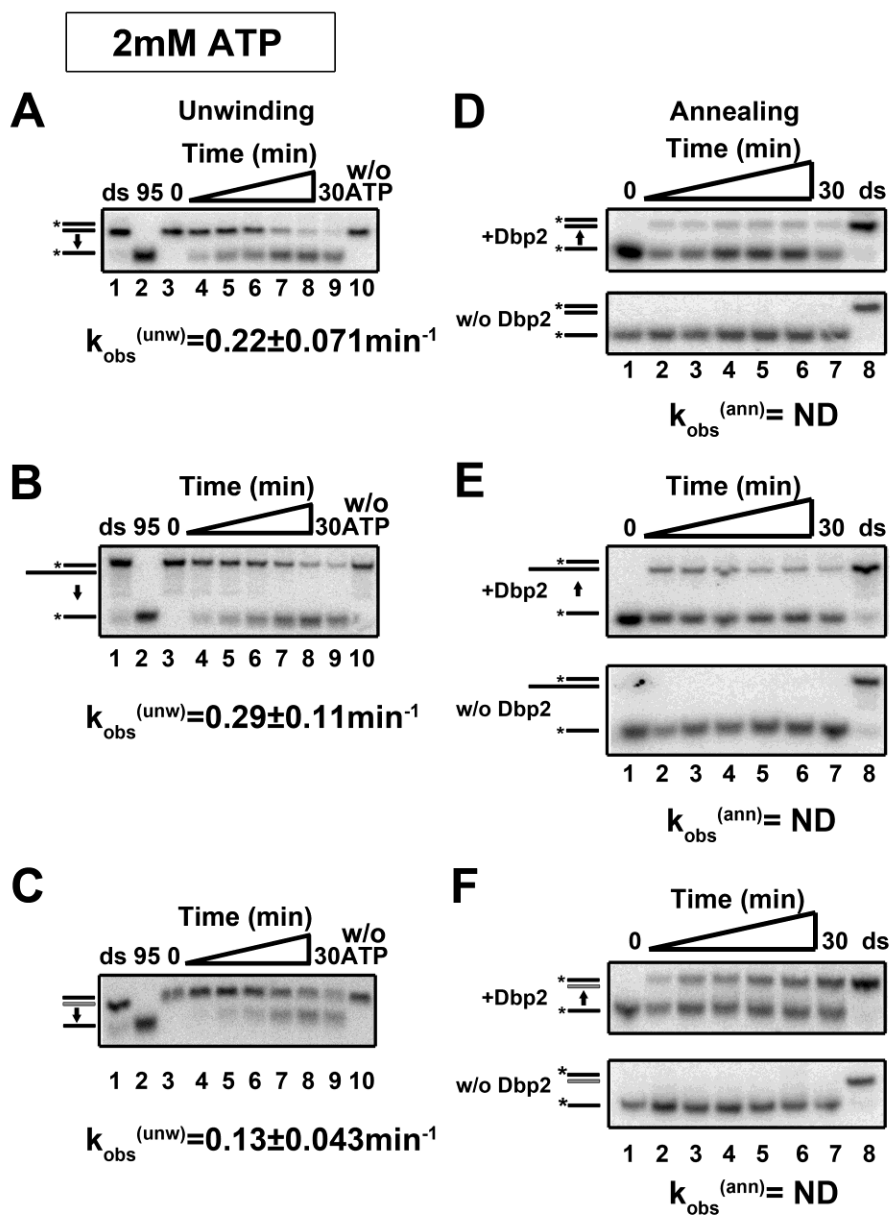 2mM ATP
A
Unwinding
Time (min)
ds 95 0 30 w/o ATP
*
*
1 2 3 4 5 6 7 8 9 10
kobs(unw)=0.22±0.071min-1
B
Time (min)
ds 95 0 30 w/o ATP
*
*
1 2 3 4 5 6 7 8 9 10
kobs(unw)=0.29±0.11min-1
C
Time (min)
ds 95 0 30 w/o ATP
1 2 3 4 5 6 7 8 9 10
kobs(unw)=0.13±0.043min-1
D
Annealing
Time (min)
0 30 ds
*
+Dbp2
*
*
w/o Dbp2
*
1 2 3 4 5 6 7 8
kobs(ann)= ND
E
Time (min)
0 30 ds
*
+Dbp2
*
*
w/o Dbp2
*
1 2 3 4 5 6 7 8
kobs(ann)= ND
F
Time (min)
0 30 ds
*
+Dbp2
*
*
w/o Dbp2
*
1 2 3 4 5 6 7 8
kobs(ann)= ND